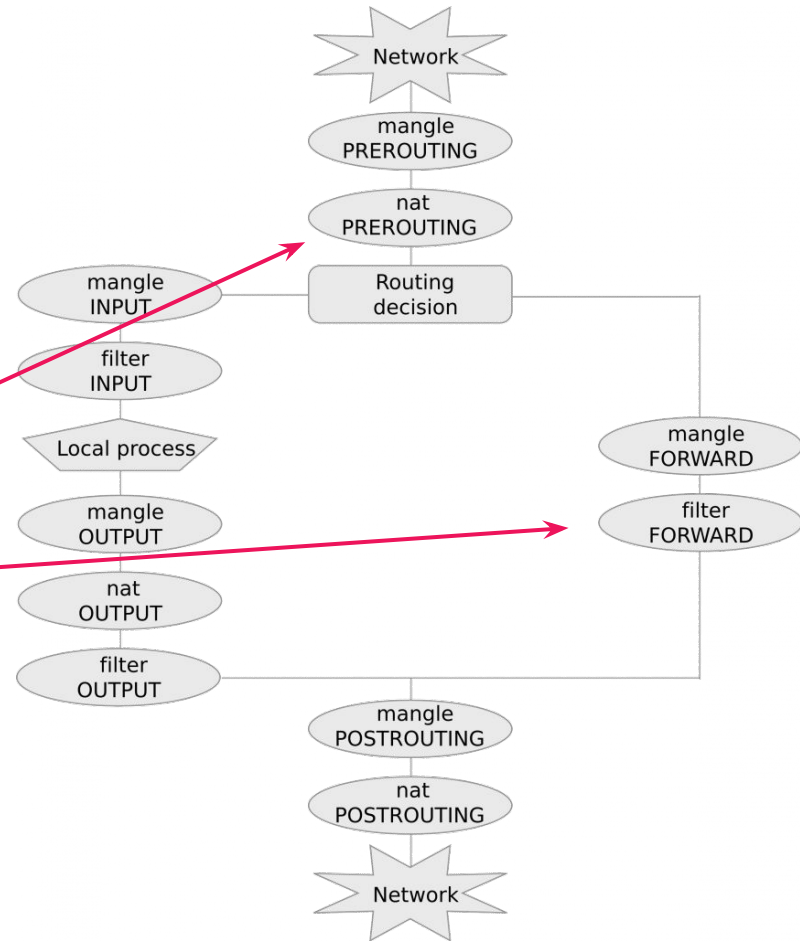 Network
mangle
PREROUTING
nat
PREROUTING
Routing
decision
mangle
INPUT
filter
INPUT
Local process
mangle
OUTPUT
nat
OUTPUT
filter
OUTPUT
mangle
FORWARD
filter
FORWARD
mangle
POSTROUTING
nat
POSTROUTING
Network